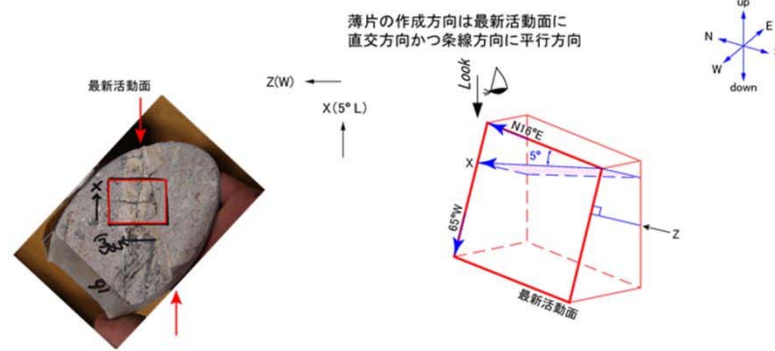 薄片の作成方向は最新活動面に
直交方向かつ条線方向に平行方向
最新活動面
Z(W)
X(5° L)
X
16
Look
N16°E
5°
X
65°W
Z
最新活動面
up
N
E
W
down